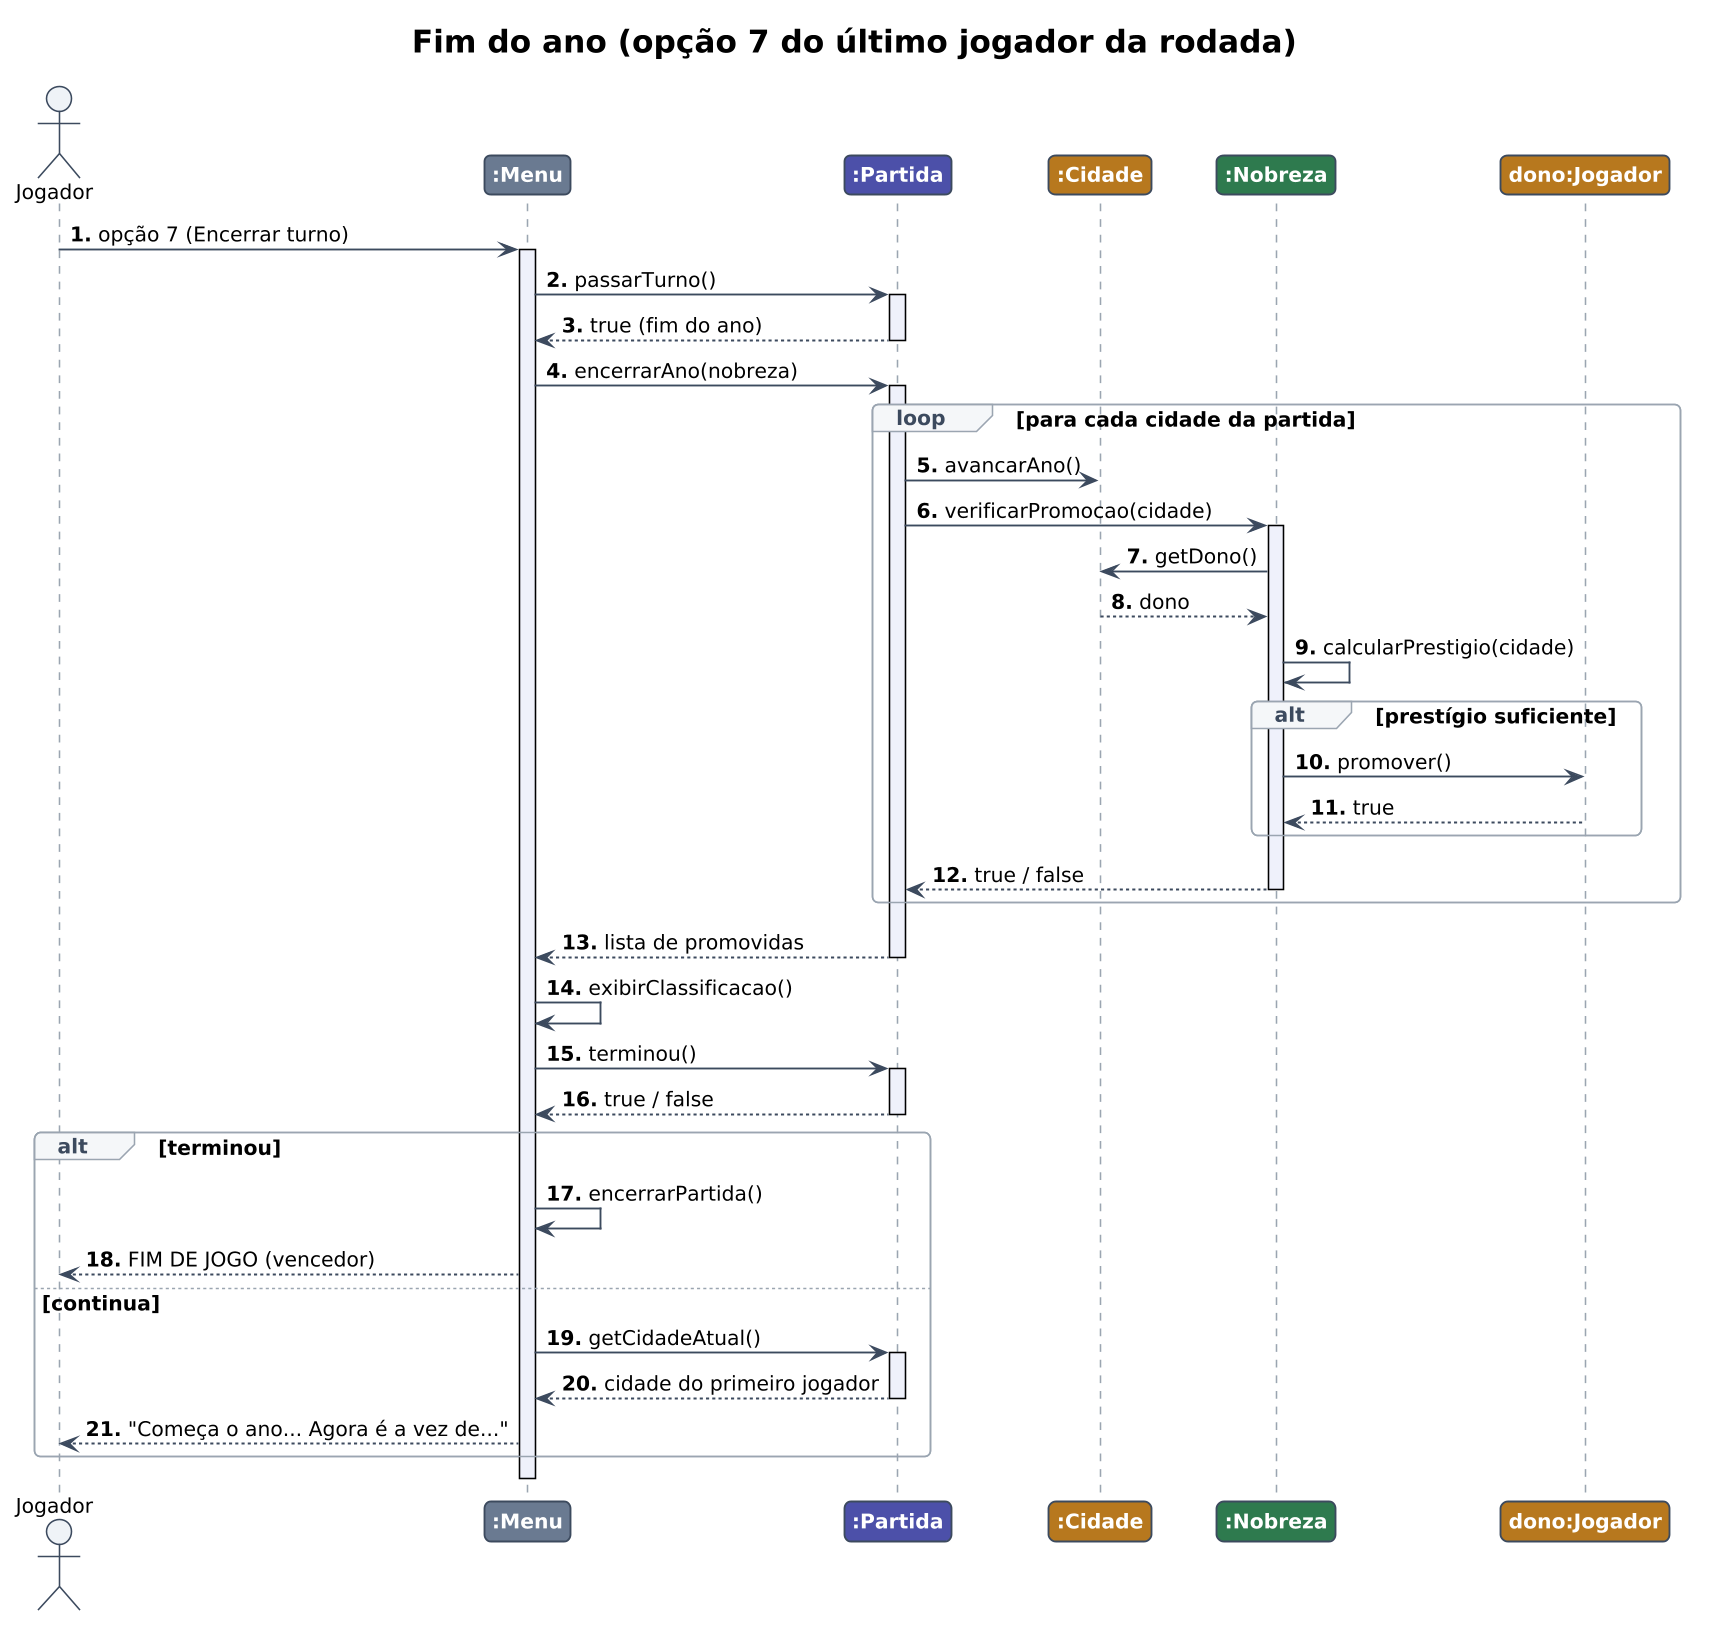 Fim do ano (opção 7 do último jogador da rodada)
Jogador
:Menu
:Partida
:Cidade
:Nobreza
dono:Jogador
1. opção 7 (Encerrar turno)
2. passarTurno()
3. true (fim do ano)
4. encerrarAno(nobreza)
loop [para cada cidade da partida]
5. avancarAno()
6. verificarPromocao(cidade)
7. getDono()
8. dono
9. calcularPrestigio(cidade)
alt [prestígio suficiente]
10. promover()
11. true
12. true / false
13. lista de promovidas
14. exibirClassificacao()
15. terminou()
16. true / false
alt [terminou]
17. encerrarPartida()
18. FIM DE JOGO (vencedor)
[continua]
19. getCidadeAtual()
20. cidade do primeiro jogador
21. "Começa o ano... Agora é a vez de..."
Jogador
:Menu
:Partida
:Cidade
:Nobreza
dono:Jogador